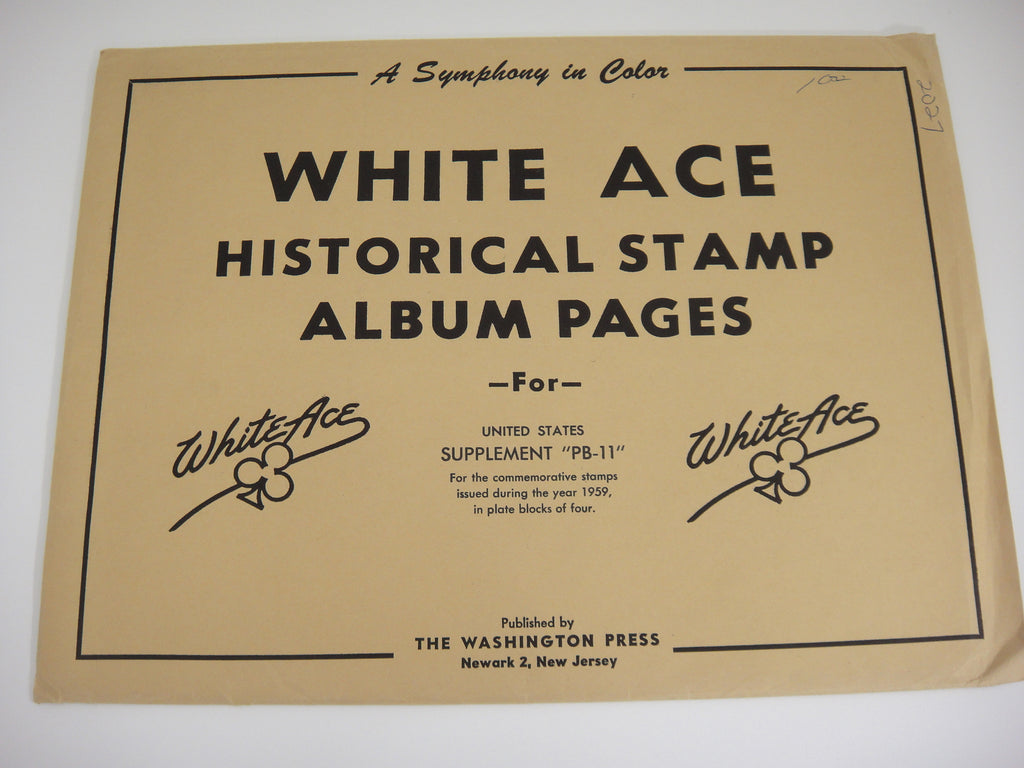 A Symphony in Color
WHITE ACE
HISTORICAL STAMP
ALBUM PAGES
—For—
White Ace
White Ace
UNITED STATES
SUPPLEMENT "PB-11"
For the commemorative stamps
issued during the year 1959,
in plate blocks of four.
Published by
THE WASHINGTON PRESS
Newark 2, New Jersey